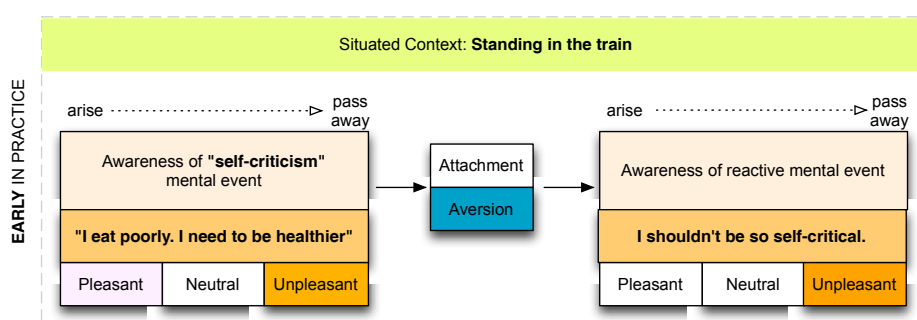 Situated Context: Standing in the train
EARLY IN PRACTICE
arise
pass
away
Awareness of "self-criticism"
mental event
"I eat poorly. I need to be healthier"
Pleasant
Neutral
Unpleasant
Attachment
Aversion
arise
pass
away
Awareness of reactive mental event
I shouldn't be so self-critical.
Pleasant
Neutral
Unpleasant